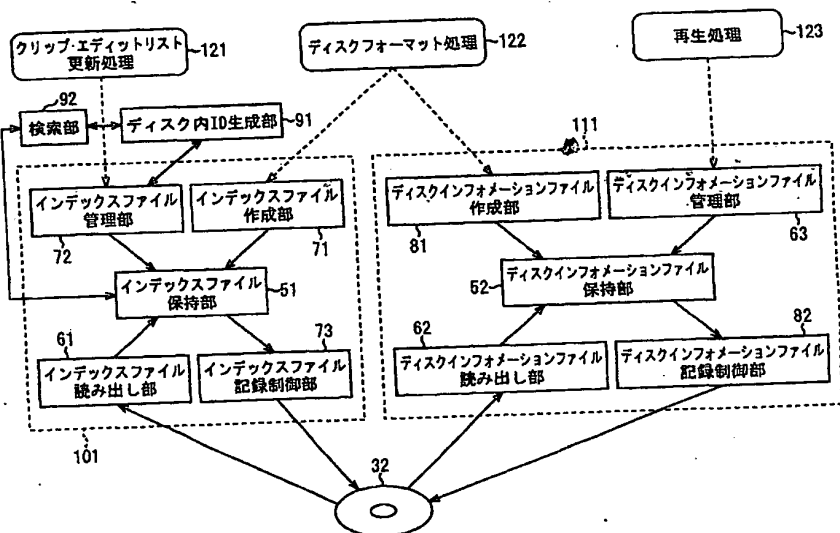 クリップ・エディットリスト
更新処理
121
ディスクフォーマット処理
122
再生処理
123
92
検索部
ディスク内ID生成部
91
111
インデックスファイル
管理部
72
インデックスファイル
作成部
71
ディスクインフォメーションファイル
作成部
81
ディスクインフォメーションファイル
管理部
63
インデックスファイル
保持部
51
52
ディスクインフォメーションファイル
保持部
61
インデックスファイル
読み出し部
73
インデックスファイル
記録制御部
62
ディスクインフォメーションファイル
読み出し部
82
ディスクインフォメーションファイル
記録制御部
101
32